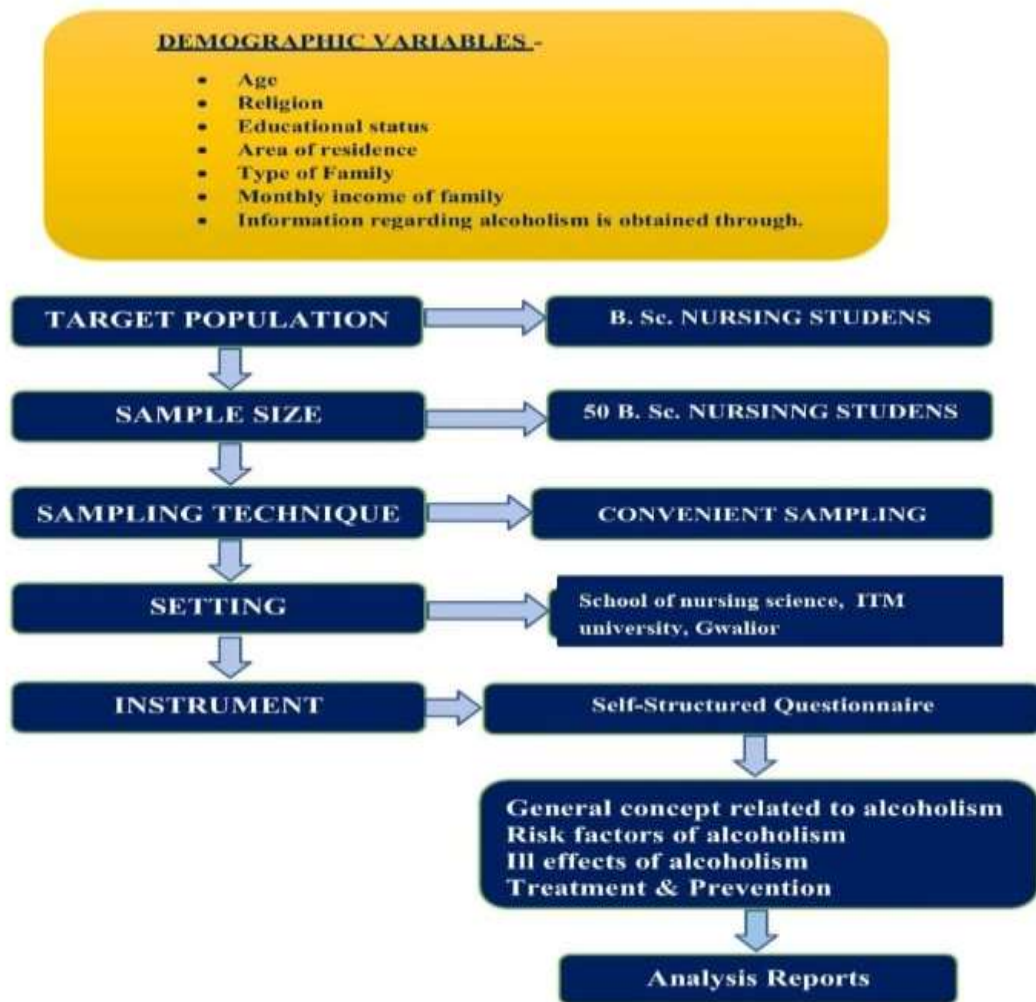 DEMOGRAPHIC VARIABLES -
• Age
• Religion
• Educational status
• Area of residence
• Type of Family
• Monthly income of family
• Information regarding alcoholism is obtained through.
TARGET POPULATION
B. Sc. NURSING STUDENS
SAMPLE SIZE
50 B. Sc. NURSINNG STUDENS
SAMPLING TECHNIQUE
CONVENIENT SAMPLING
SETTING
School of nursing science, ITM
university, Gwalior
INSTRUMENT
Self-Structured Questionnaire
General concept related to alcoholism
Risk factors of alcoholism
Ill effects of alcoholism
Treatment & Prevention
Analysis Reports